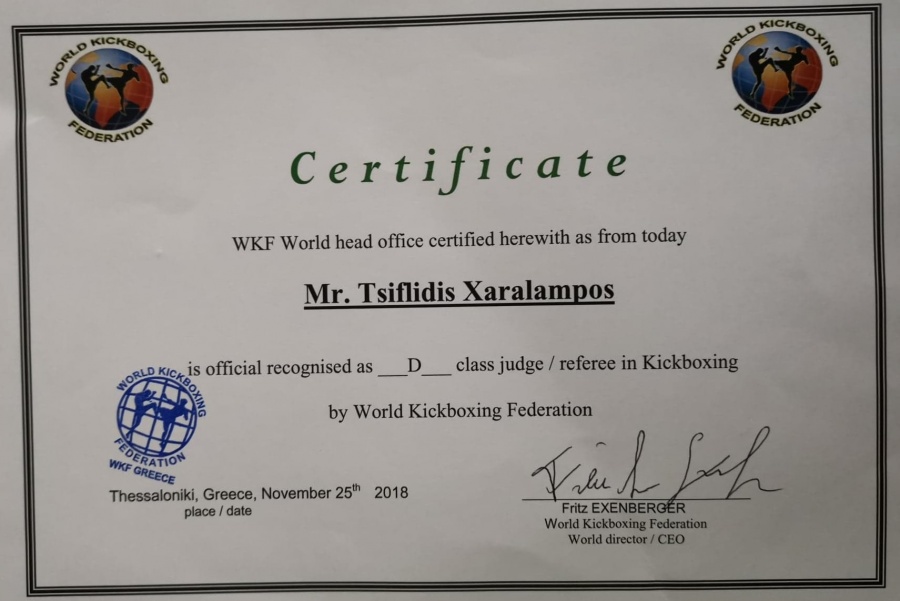 WORLD KICKBOXING
FEDERATION
WORLD KICKBOXING
FEDERATION
Certificate
WKF World head office certified herewith as from today
Mr. Tsiflidis Xaralampos
is official recognised as ___D___ class judge / referee in Kickboxing
by World Kickboxing Federation
WORLD KICKBOXING
FEDERATION
WKF GREECE
Thessaloniki, Greece, November 25th 2018
place / date
Fritz EXENBERGER
World Kickboxing Federation
World director / CEO